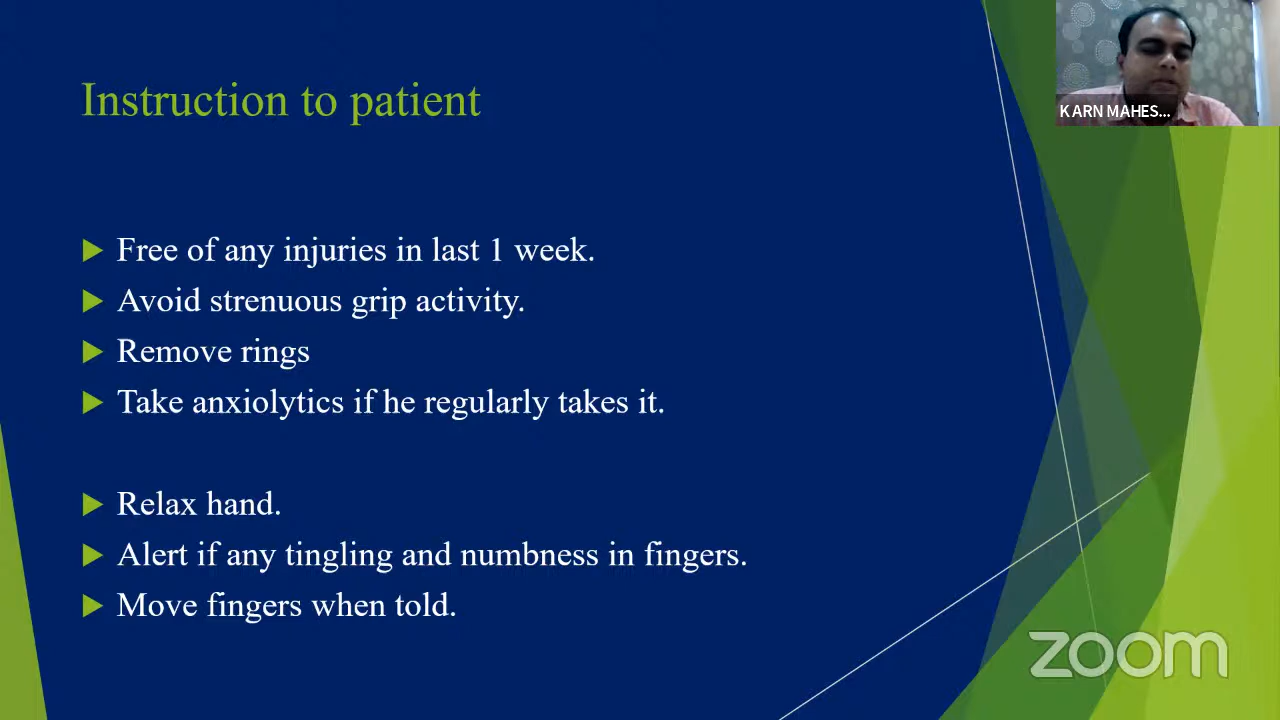 Instruction to patient
Free of any injuries in last 1 week.
Avoid strenuous grip activity.
Remove rings
Take anxiolytics if he regularly takes it.
Relax hand.
Alert if any tingling and numbness in fingers.
Move fingers when told.
KARN MAHES...
zoom